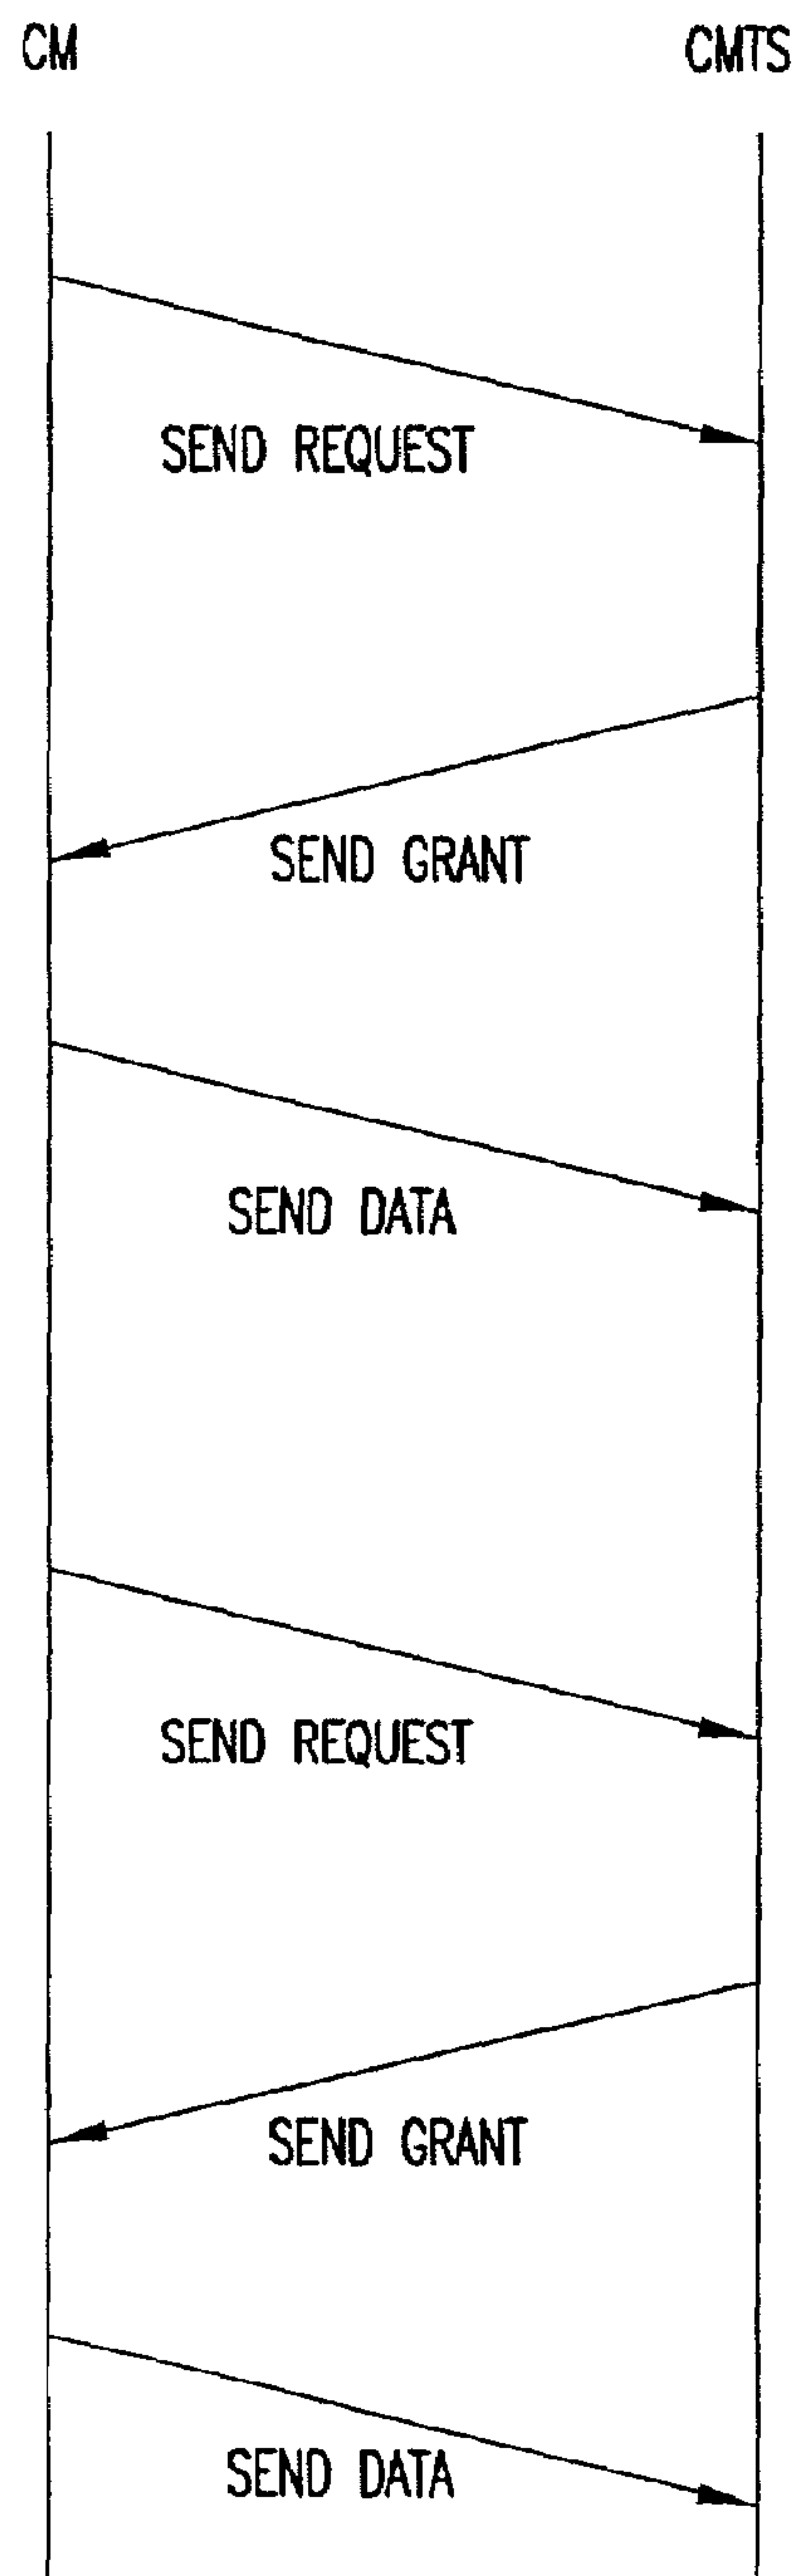 CM CMTS
SEND REQUEST
SEND GRANT
SEND DATA
SEND REQUEST
SEND GRANT
SEND DATA